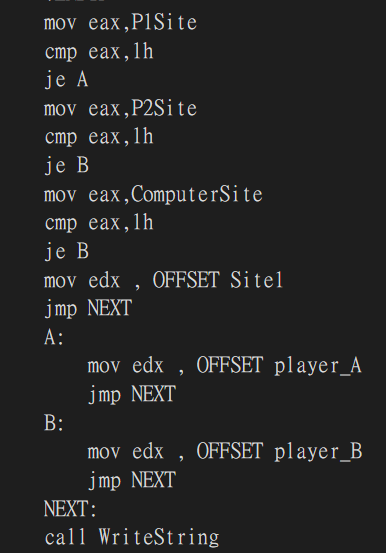 mov eax,P1Site
cmp eax,1h
je A
mov eax,P2Site
cmp eax,1h
je B
mov eax,ComputerSite
cmp eax,1h
je B
mov edx , OFFSET Site1
jmp NEXT
A:
mov edx , OFFSET player_A
jmp NEXT
B:
mov edx , OFFSET player_B
jmp NEXT
NEXT:
call WriteString